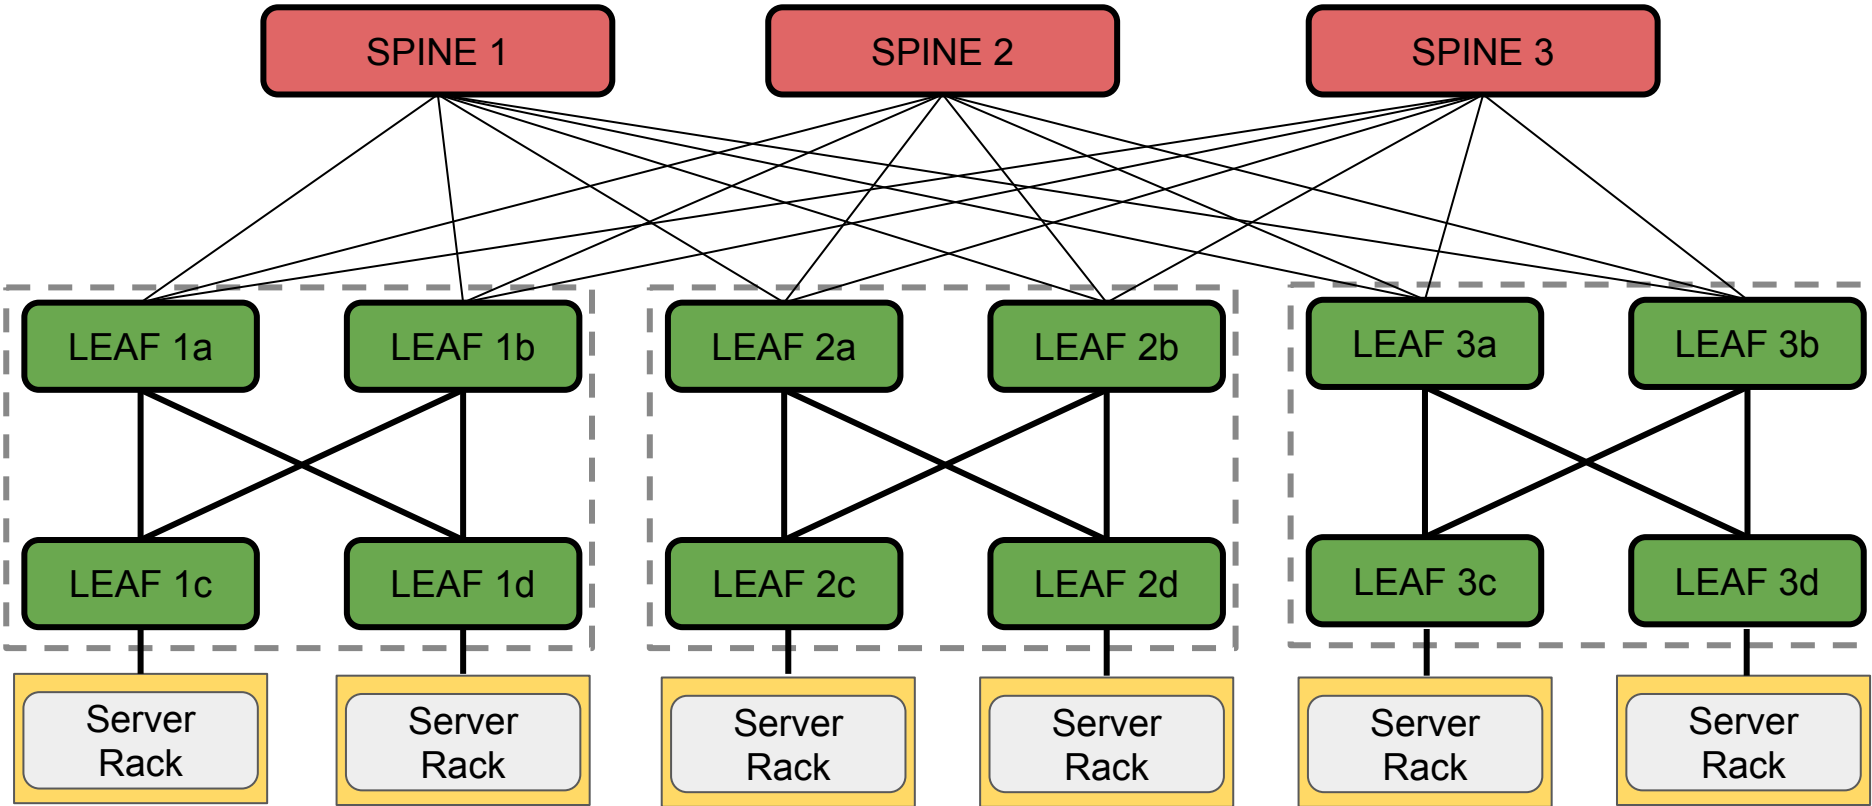 SPINE 1
SPINE 2
SPINE 3
LEAF 1a
LEAF 1b
LEAF 2a
LEAF 2b
LEAF 3a
LEAF 3b
LEAF 1c
LEAF 1d
LEAF 2c
LEAF 2d
LEAF 3c
LEAF 3d
Server
Rack
Server
Rack
Server
Rack
Server
Rack
Server
Rack
Server
Rack